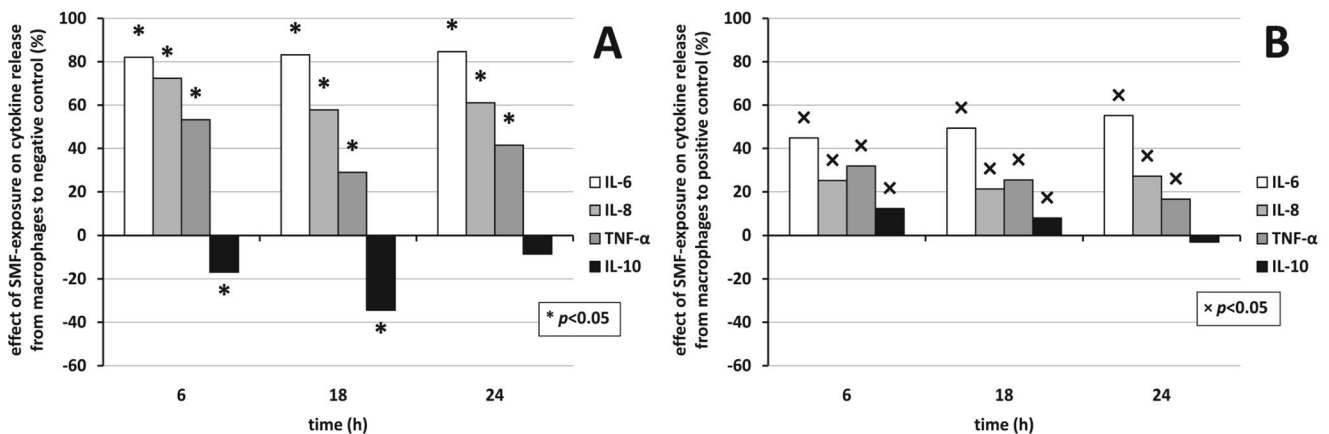 A
effect of SMF-exposure on cytokine release
from macrophages to negative control (%)
100
80
60
40
20
0
-20
-40
-60
* * * * * * * * * * *
IL-6
IL-8
TNF-α
IL-10
* p<0.05
6 18 24
time (h)
B
effect of SMF-exposure on cytokine release
from macrophages to positive control (%)
100
80
60
40
20
0
-20
-40
-60
× × × × × × × × × × ×
IL-6
IL-8
TNF-α
IL-10
× p<0.05
6 18 24
time (h)